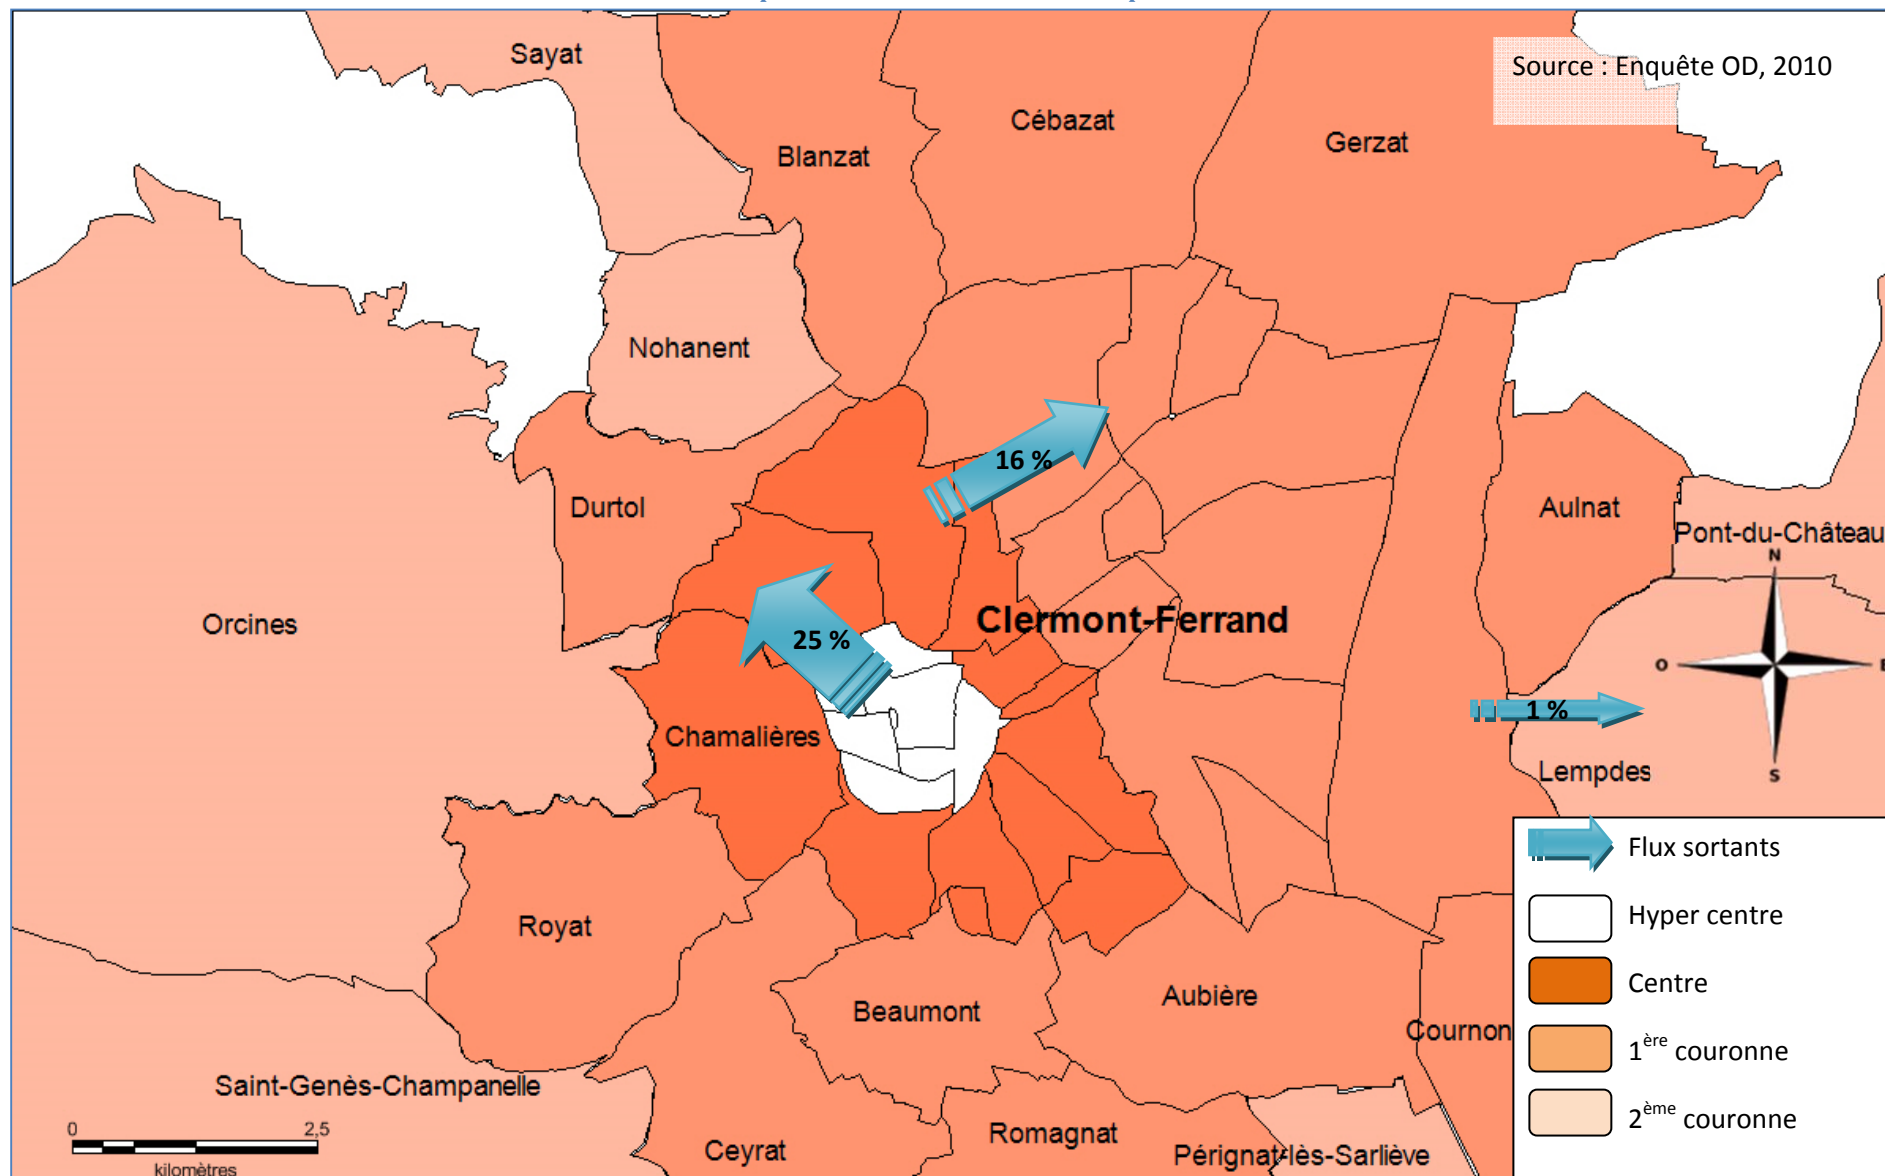 Sayat
Source : Enquête OD, 2010
Cébazat
Gerzat
Blanzat
Nohanent
16 %
Durtol
Aulnat
Pont-du-Château
N
Orcines
Clermont-Ferrand
25 %
O
E
1 %
Chamalières
Lempdes
S
Flux sortants
Hyper centre
Royat
Centre
Aubière
Beaumont
Cournon
1ère couronne
Saint-Genès-Champanelle
2ème couronne
0 2,5
Romagnat
Ceyrat
Pérignat-lès-Sarliève
kilomètres